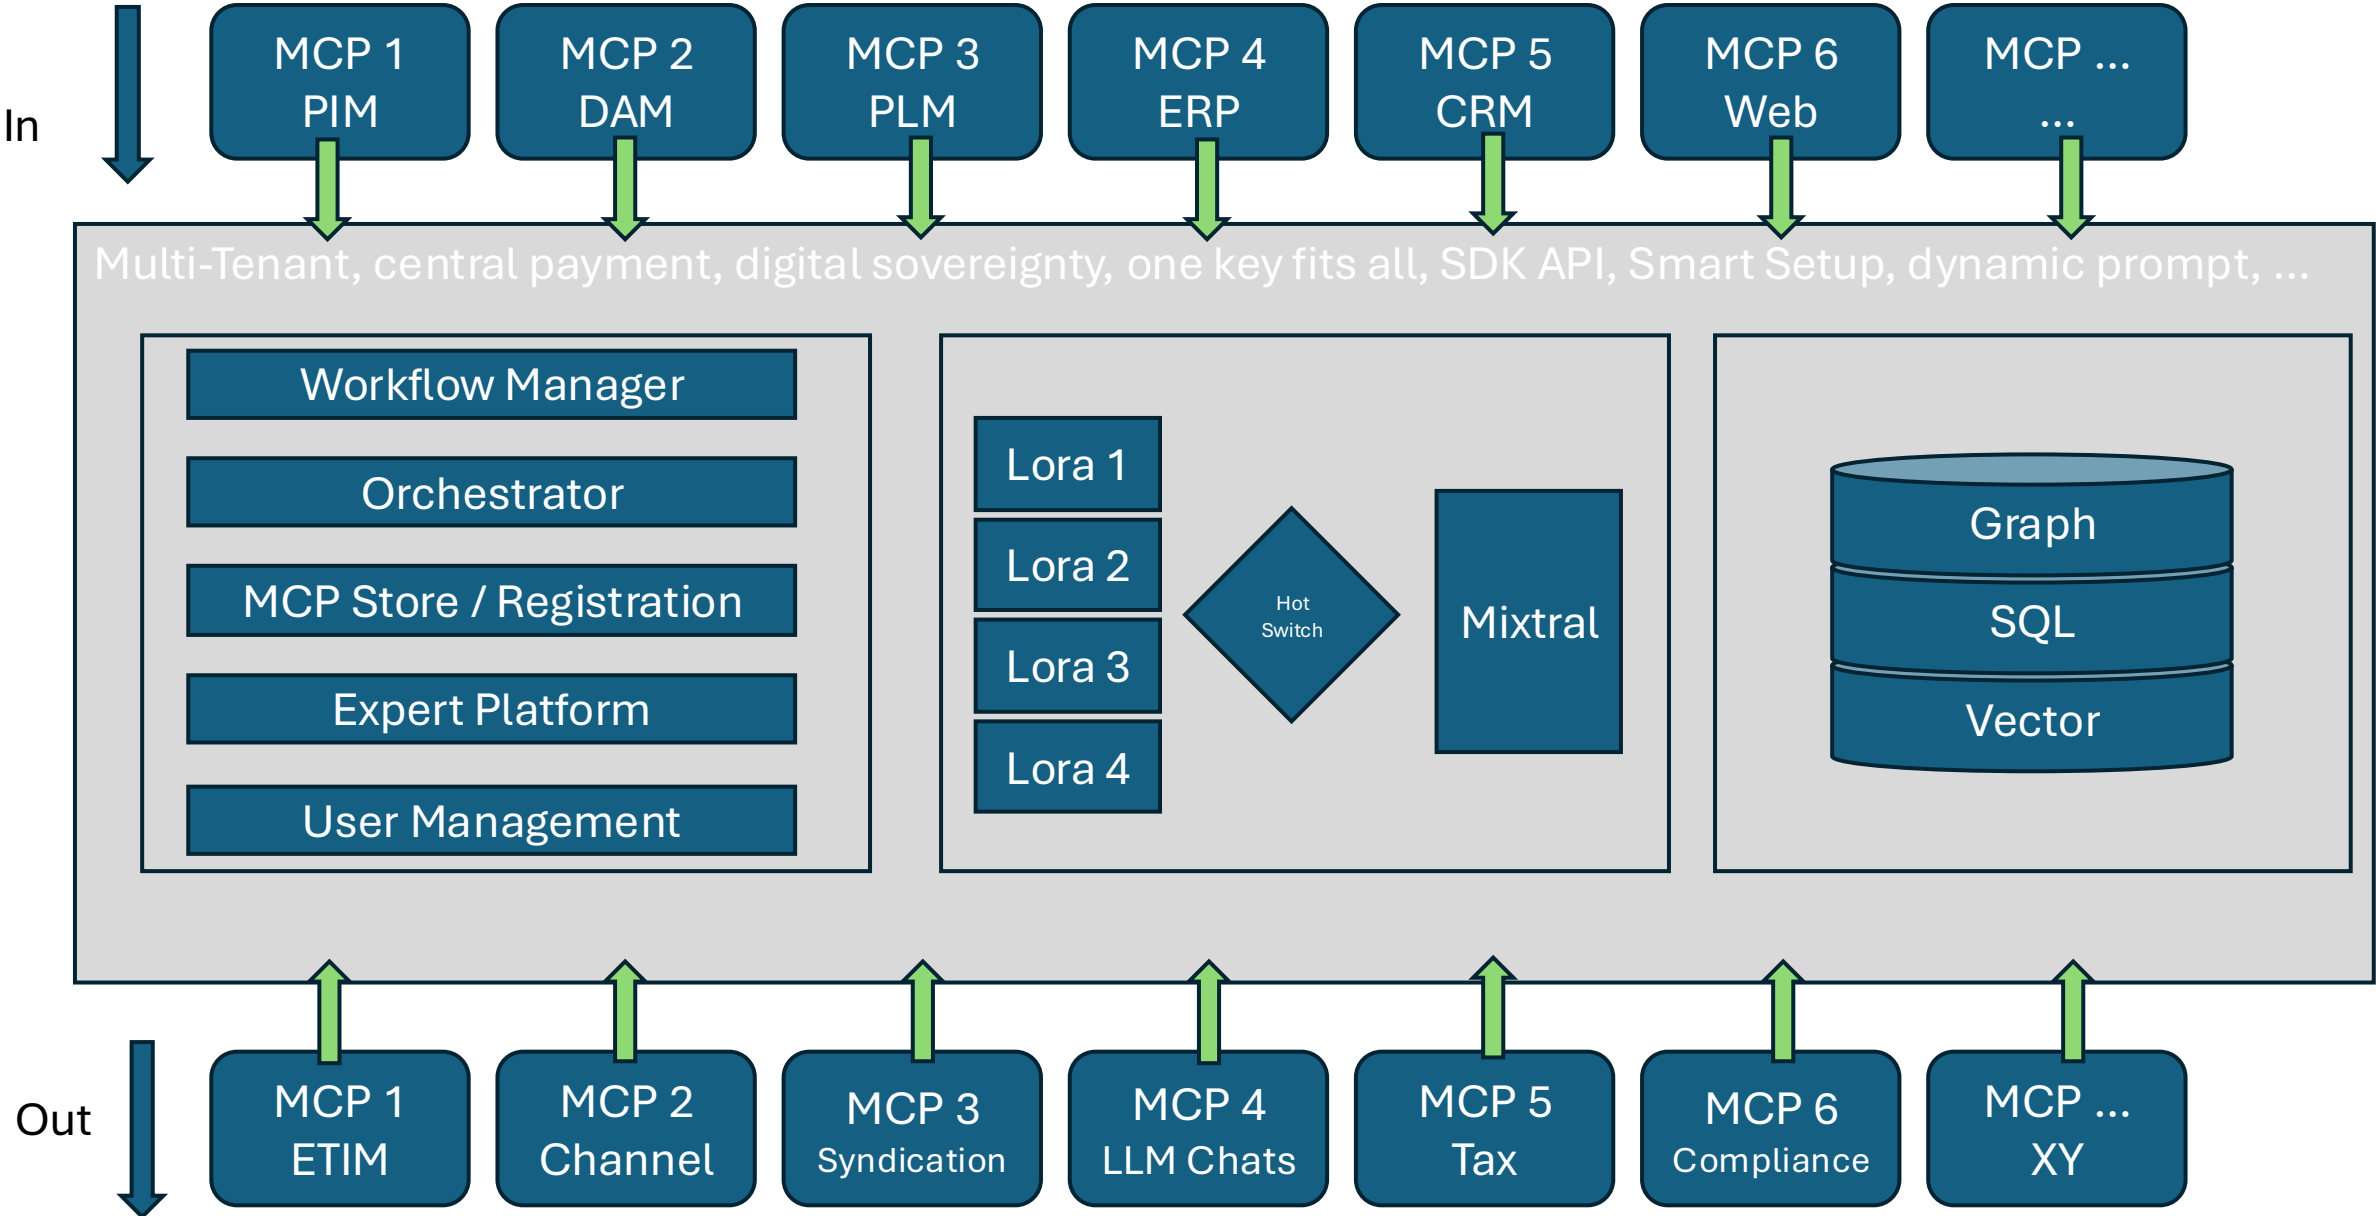 In
MCP 1
PIM
MCP 2
DAM
MCP 3
PLM
MCP 4
ERP
MCP 5
CRM
MCP 6
Web
MCP ...
...
Multi-Tenant, central payment, digital sovereignty, one key fits all, SDK API, Smart Setup, dynamic prompt, ...
Workflow Manager
Orchestrator
MCP Store / Registration
Expert Platform
User Management
Lora 1
Lora 2
Lora 3
Lora 4
Hot
Switch
Mixtral
Graph
SQL
Vector
Out
MCP 1
ETIM
MCP 2
Channel
MCP 3
Syndication
MCP 4
LLM Chats
MCP 5
Tax
MCP 6
Compliance
MCP ...
XY